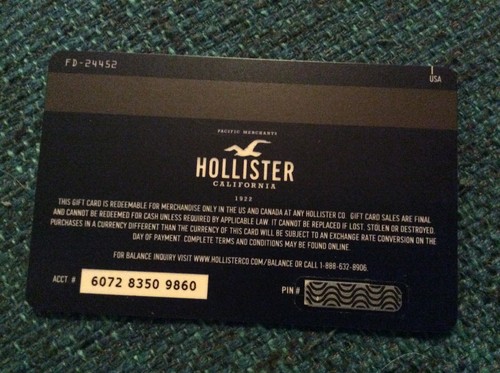 FD-24452
1
USA
PACIFIC MERCHANTS
HOLLISTER
CALIFORNIA
1922
THIS GIFT CARD IS REDEEMABLE FOR MERCHANDISE ONLY IN THE US AND CANADA AT ANY HOLLISTER CO. GIFT CARD SALES ARE FINAL
AND CANNOT BE REDEEMED FOR CASH UNLESS REQUIRED BY APPLICABLE LAW. IT CANNOT BE REPLACED IF LOST, STOLEN OR DESTROYED.
PURCHASES IN A CURRENCY DIFFERENT THAN THE CURRENCY OF THIS CARD WILL BE SUBJECT TO AN EXCHANGE RATE CONVERSION ON THE
DAY OF PAYMENT. COMPLETE TERMS AND CONDITIONS MAY BE FOUND ONLINE.
FOR BALANCE INQUIRY VISIT WWW.HOLLISTERCO.COM/BALANCE OR CALL 1-888-632-8906.
ACCT # 6072 8350 9860
PIN #